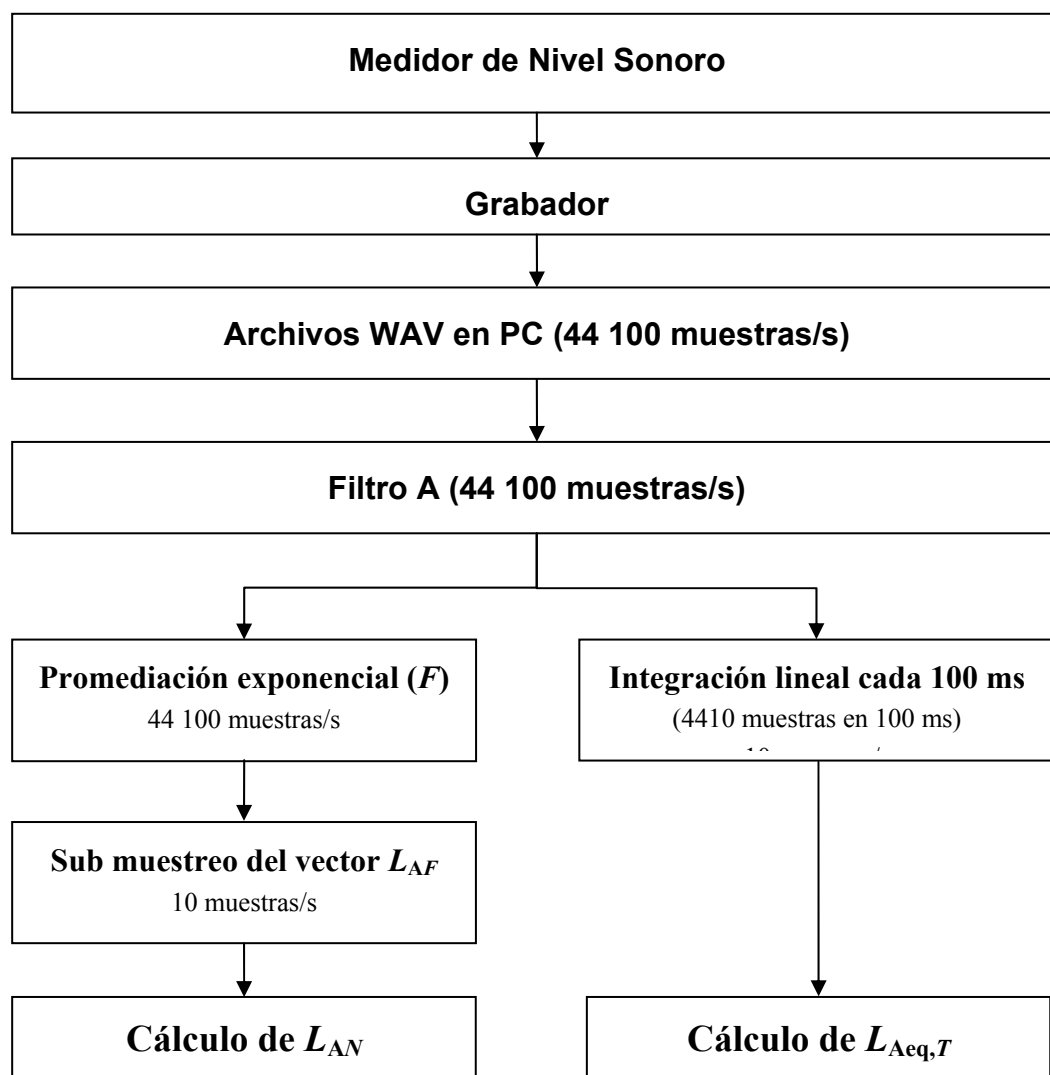 Medidor de Nivel Sonoro
Grabador
Archivos WAV en PC (44 100 muestras/s)
Filtro A (44 100 muestras/s)
Promediación exponencial (F)
44 100 muestras/s
Integración lineal cada 100 ms
(4410 muestras en 100 ms)
Sub muestreo del vector LAF
10 muestras/s
Cálculo de LAN
Cálculo de LAeq,T